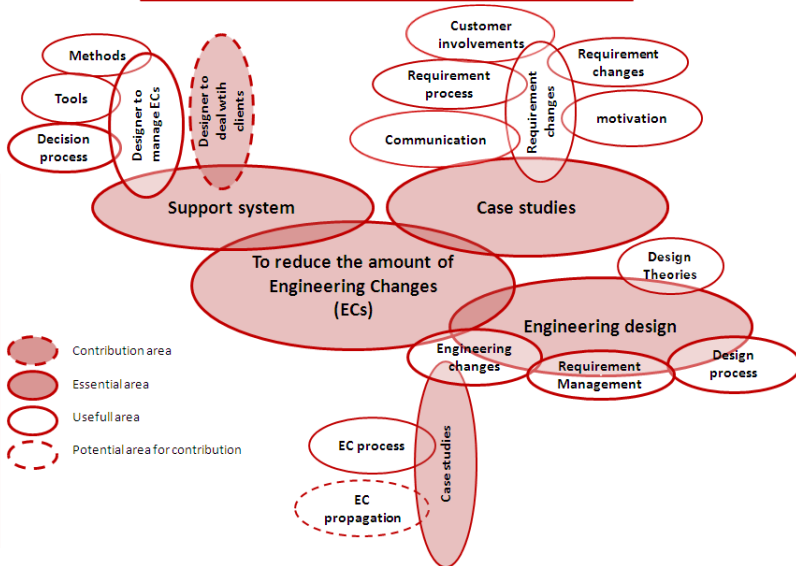 Methods
Tools
Decision
process
Designer to
manage ECs
Designer to
deal wtih
clients
Customer
involvements
Requirement
process
Communication
Requirement
changes
Requirement
changes
motivation
Support system
Case studies
To reduce the amount of
Engineering Changes
(ECs)
Design
Theories
Engineering design
Engineering
changes
Requirement
Management
Design
process
Contribution area
Essential area
Usefull area
Potential area for contribution
EC process
EC
propagation
Case studies